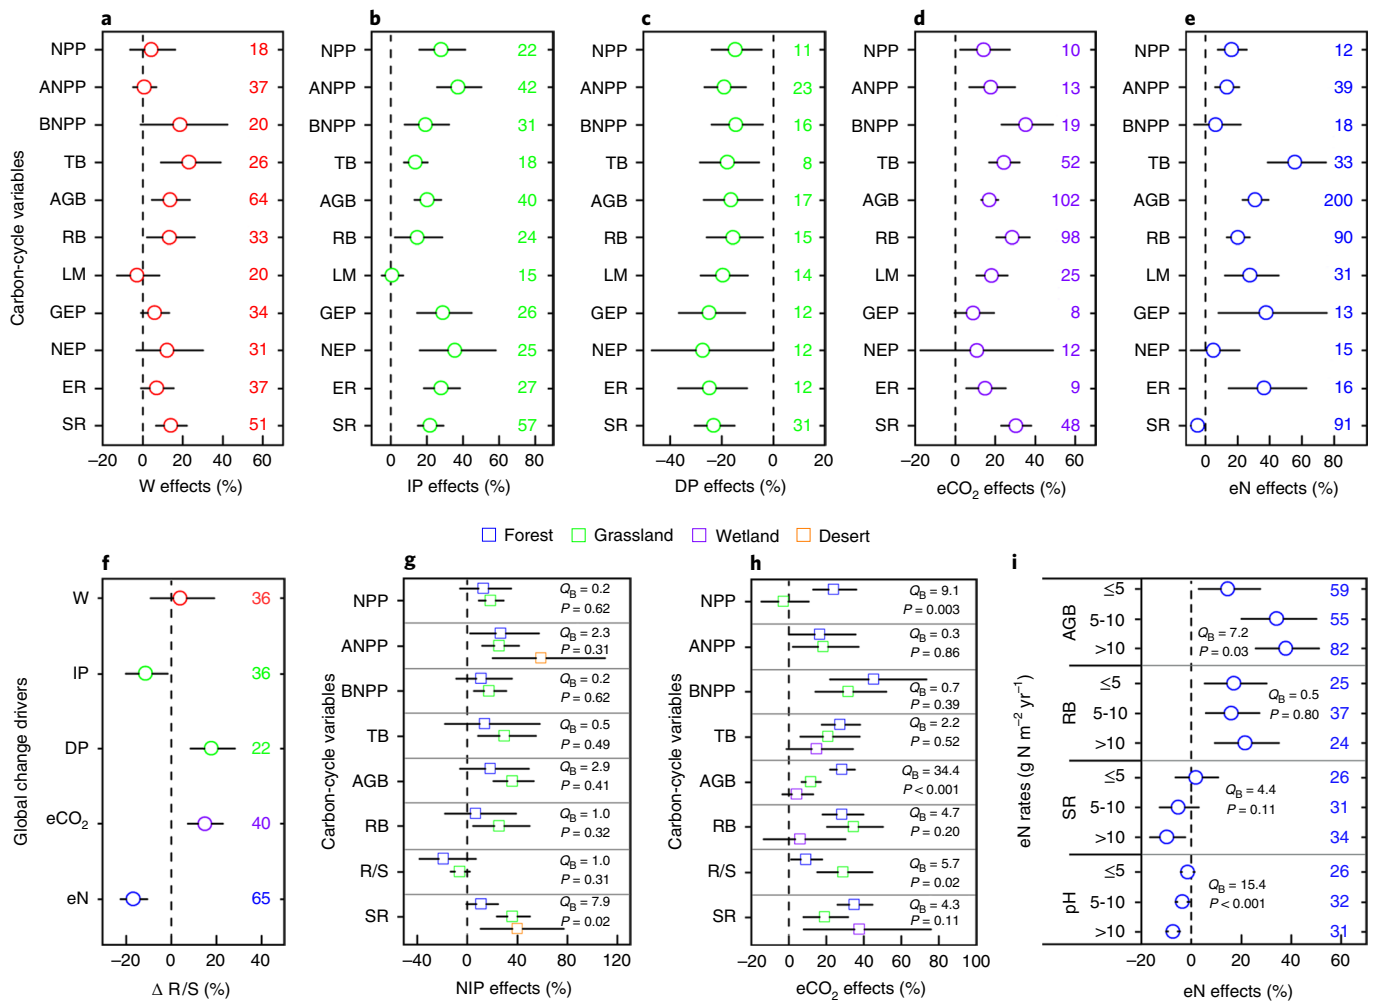 a
NPP 18
ANPP 37
BNPP 20
TB 26
AGB 64
RB 33
LM 20
GEP 34
NEP 31
ER 37
SR 51
–20 0 20 40 60
W effects (%)
Carbon-cycle variables
b
NPP 22
ANPP 42
BNPP 31
TB 18
AGB 40
RB 24
LM 15
GEP 26
NEP 25
ER 27
SR 57
0 20 40 60 80
IP effects (%)
c
NPP 11
ANPP 23
BNPP 16
TB 8
AGB 17
RB 15
LM 14
GEP 12
NEP 12
ER 12
SR 31
–40 –20 0 20
DP effects (%)
d
NPP 10
ANPP 13
BNPP 19
TB 52
AGB 102
RB 98
LM 25
GEP 8
NEP 12
ER 9
SR 48
–20 0 20 40 60
eCO2 effects (%)
e
NPP 12
ANPP 39
BNPP 18
TB 33
AGB 200
RB 90
LM 31
GEP 13
NEP 15
ER 16
SR 91
0 20 40 60 80
eN effects (%)
Forest Grassland Wetland Desert
f
W 36
IP 36
DP 22
eCO2 40
eN 65
–20 0 20 40
Δ R/S (%)
Global change drivers
g
NPP QB = 0.2
P = 0.62
ANPP QB = 2.3
P = 0.31
BNPP QB = 0.2
P = 0.62
TB QB = 0.5
P = 0.49
AGB QB = 2.9
P = 0.41
RB QB = 1.0
P = 0.32
R/S QB = 1.0
P = 0.31
SR QB = 7.9
P = 0.02
–40 0 40 80 120
NIP effects (%)
Carbon-cycle variables
h
NPP QB = 9.1
P = 0.003
ANPP QB = 0.3
P = 0.86
BNPP QB = 0.7
P = 0.39
TB QB = 2.2
P = 0.52
AGB QB = 34.4
P < 0.001
RB QB = 4.7
P = 0.20
R/S QB = 5.7
P = 0.02
SR QB = 4.3
P = 0.11
–20 0 20 40 60 80 100
eCO2 effects (%)
Carbon-cycle variables
i
AGB
≤5 59
5-10 55
>10 82
QB = 7.2
P = 0.03
RB
≤5 25
5-10 37
>10 24
QB = 0.5
P = 0.80
SR
≤5 26
5-10 31
>10 34
QB = 4.4
P = 0.11
pH
≤5 26
5-10 32
>10 31
QB = 15.4
P < 0.001
–20 0 20 40 60
eN effects (%)
eN rates (g N m−2 yr−1)